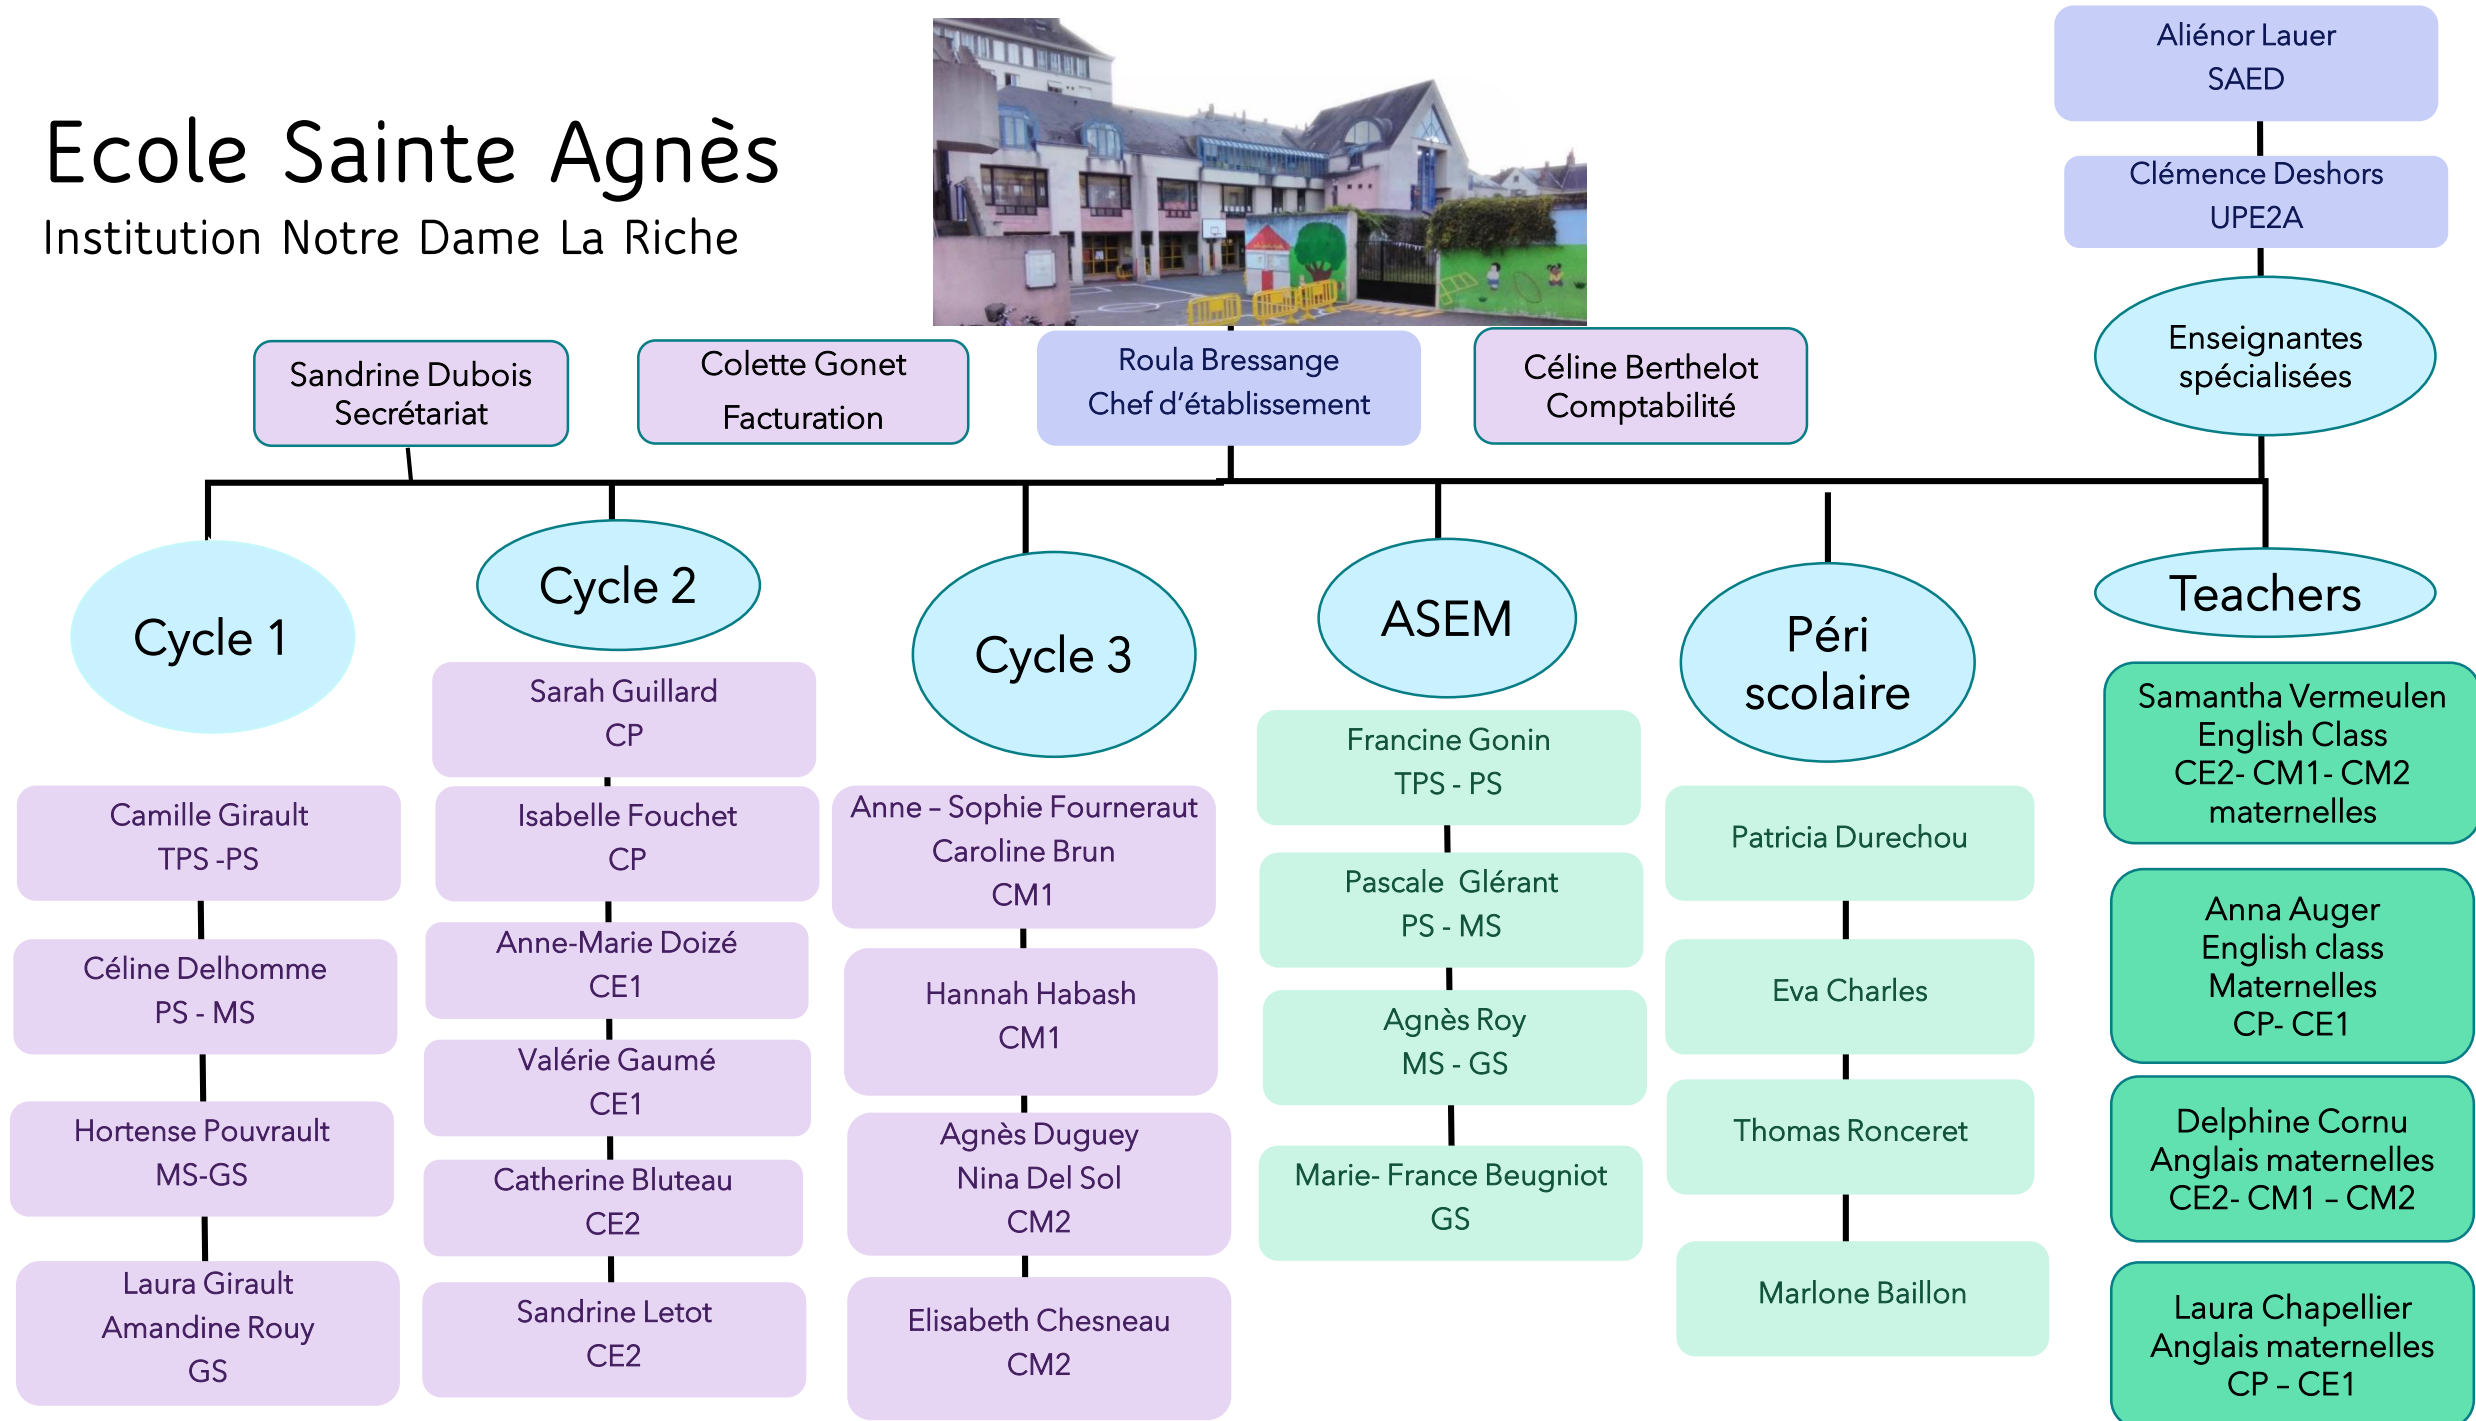 Ecole Sainte Agnès
Institution Notre Dame La Riche
Aliénor Lauer
SAED
Clémence Deshors
UPE2A
Enseignantes
spécialisées
Sandrine Dubois
Secrétariat
Colette Gonet
Facturation
Roula Bressange
Chef d’établissement
Céline Berthelot
Comptabilité
Cycle 1
Camille Girault
TPS -PS
Céline Delhomme
PS - MS
Hortense Pouvrault
MS-GS
Laura Girault
Amandine Rouy
GS
Cycle 2
Sarah Guillard
CP
Isabelle Fouchet
CP
Anne-Marie Doizé
CE1
Valérie Gaumé
CE1
Catherine Bluteau
CE2
Sandrine Letot
CE2
Cycle 3
Anne – Sophie Fourneraut
Caroline Brun
CM1
Hannah Habash
CM1
Agnès Duguey
Nina Del Sol
CM2
Elisabeth Chesneau
CM2
ASEM
Francine Gonin
TPS - PS
Pascale  Glérant
PS - MS
Agnès Roy
MS - GS
Marie- France Beugniot
GS
Péri
scolaire
Patricia Durechou
Eva Charles
Thomas Ronceret
Marlone Baillon
Teachers
Samantha Vermeulen
English Class
CE2- CM1- CM2
maternelles
Anna Auger
English class
Maternelles
CP- CE1
Delphine Cornu
Anglais maternelles
CE2- CM1 – CM2
Laura Chapellier
Anglais maternelles
CP – CE1